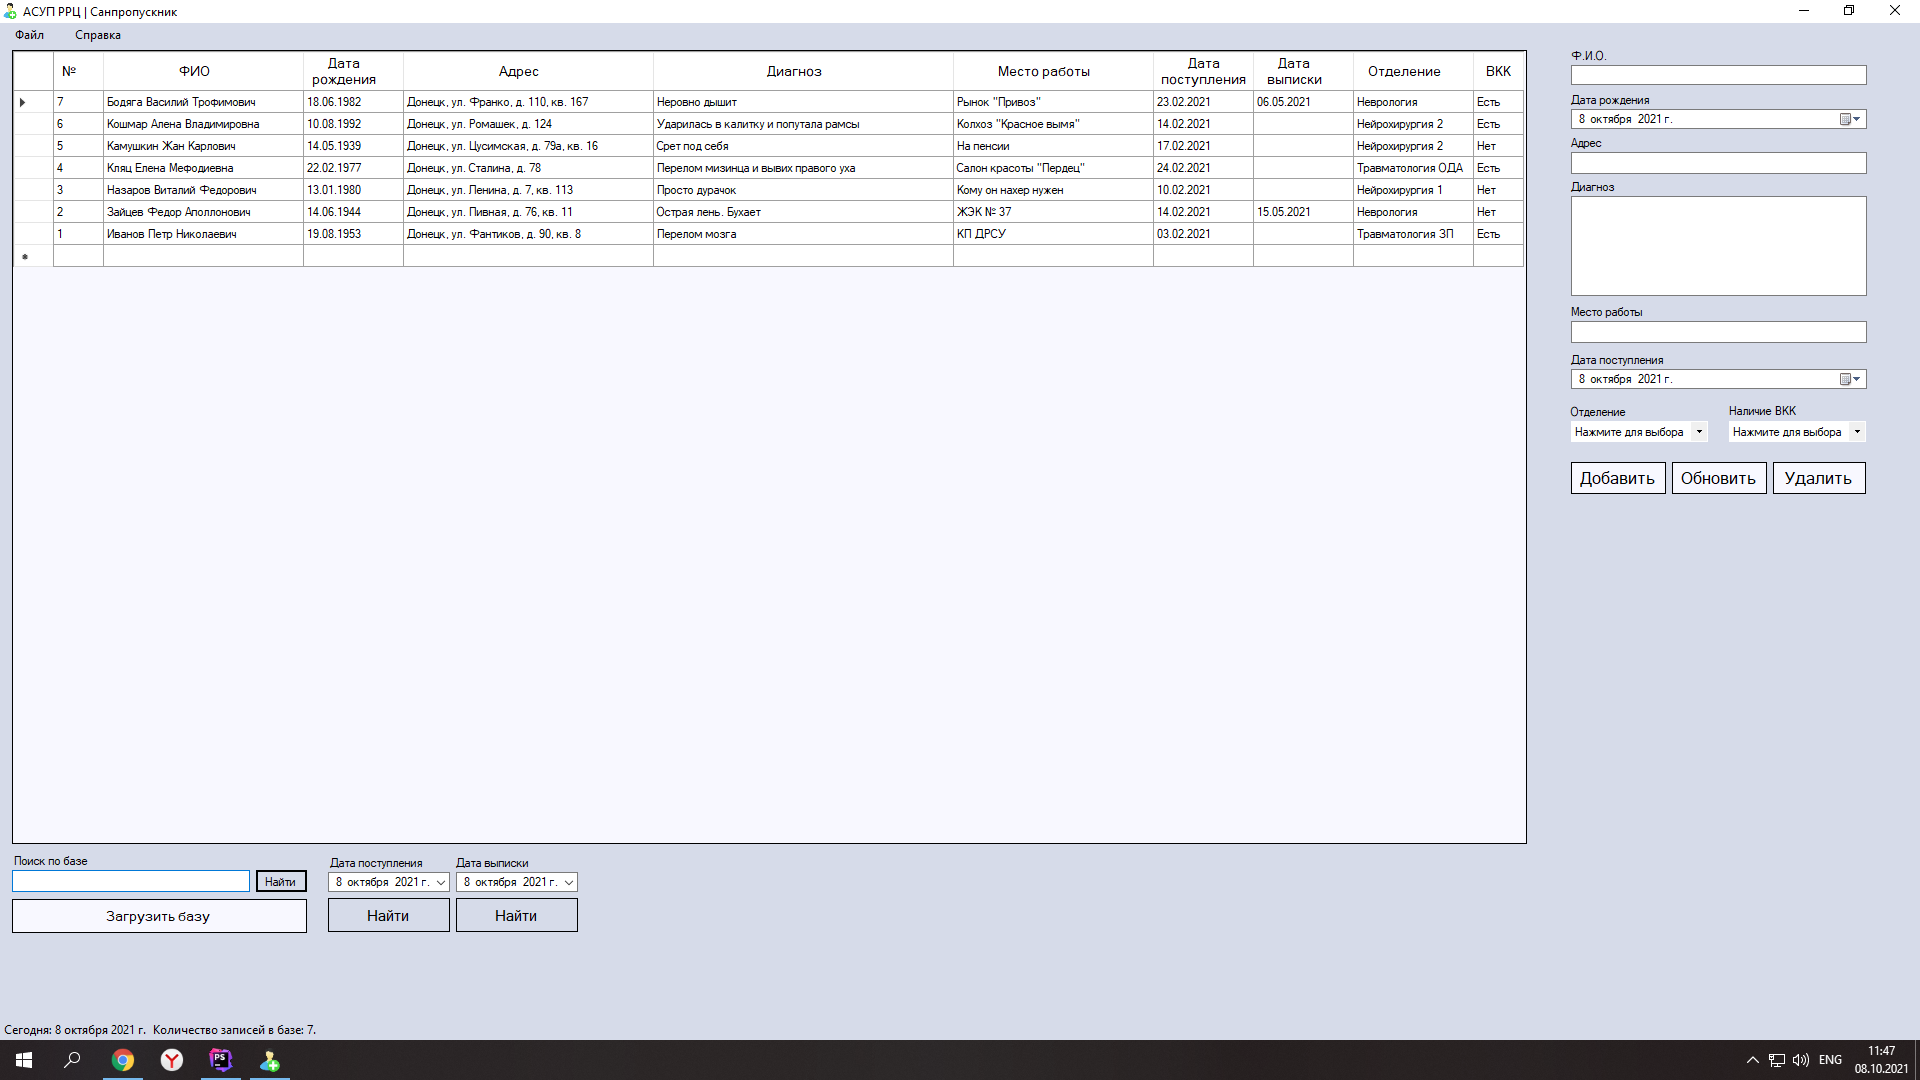 АСУП РРЦ | Санпропускник
Файл Справка
№ ФИО Дата рождения Адрес Диагноз Место работы Дата поступления Дата выписки Отделение ВКК
7 Бодяга Василий Трофимович 18.06.1982 Донецк, ул. Франко, д. 110, кв. 167 Неровно дышит Рынок "Привоз" 23.02.2021 06.05.2021 Неврология Есть
6 Кошмар Алена Владимировна 10.08.1992 Донецк, ул. Ромашек, д. 124 Ударилась в калитку и попутала рамсы Колхоз "Красное вымя" 14.02.2021 Нейрохирургия 2 Есть
5 Камушкин Жан Карлович 14.05.1939 Донецк, ул. Цусимская, д. 79а, кв. 16 Срет под себя На пенсии 17.02.2021 Нейрохирургия 2 Нет
4 Кляц Елена Мефодиевна 22.02.1977 Донецк, ул. Сталина, д. 78 Перелом мизинца и вывих правого уха Салон красоты "Пердец" 24.02.2021 Травматология ОДА Есть
3 Назаров Виталий Федорович 13.01.1980 Донецк, ул. Ленина, д. 7, кв. 113 Просто дурачок Кому он нахер нужен 10.02.2021 Нейрохирургия 1 Нет
2 Зайцев Федор Аполлонович 14.06.1944 Донецк, ул. Пивная, д. 76, кв. 11 Острая лень. Бухает ЖЭК № 37 14.02.2021 15.05.2021 Неврология Нет
1 Иванов Петр Николаевич 19.08.1953 Донецк, ул. Фантиков, д. 90, кв. 8 Перелом мозга КП ДРСУ 03.02.2021 Травматология ЗП Есть
Ф.И.О.
Дата рождения
8 октября 2021 г.
Адрес
Диагноз
Место работы
Дата поступления
8 октября 2021 г.
Отделение Наличие ВКК
Нажмите для выбора Нажмите для выбора
Добавить Обновить Удалить
Поиск по базе Дата поступления Дата выписки
Найти 8 октября 2021 г. 8 октября 2021 г.
Загрузить базу Найти Найти
Сегодня: 8 октября 2021 г. Количество записей в базе: 7.
PS ENG 11:47
08.10.2021